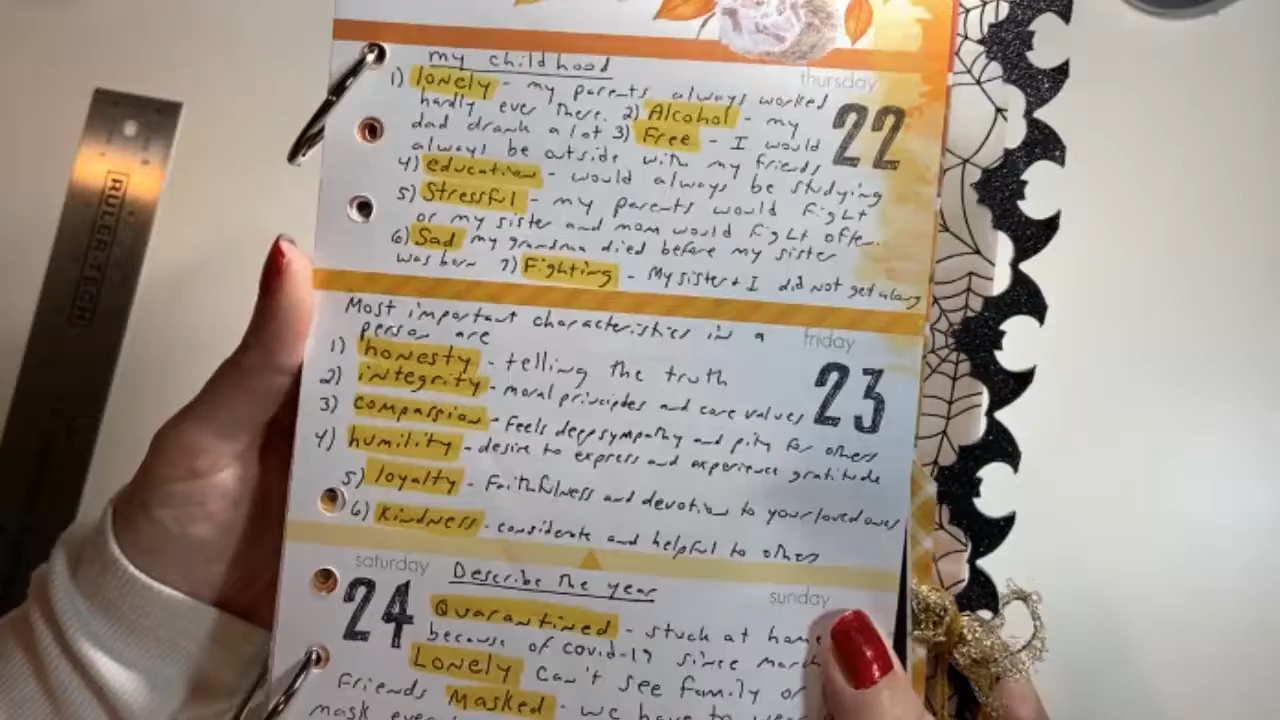 RULER·TECH
my childhood
thursday
22
1) lonely - my parents always worked
hardly ever there. 2) Alcohol - my
dad drank a lot 3) Free - I would
always be outside with my friends
4) education - would always be studying
5) Stressful - my parents would fight
or my sister and mom would fight often.
6) Sad my grandma died before my sister
was born 7) Fighting - My sister + I did not get along
Most important characteristics in a
person are
friday
23
1) honesty - telling the truth
2) integrity - moral principles and core values
3) compassion - feels deep sympathy and pity for others
4) humility - desire to express and experience gratitude
5) loyalty - Faithfulness and devotion to your loved ones
6) Kindness - considerate and helpful to others
saturday
24
Describe the year
sunday
Quarantined - stuck at home
because of covid-19 since march
Lonely Can't see family or
Friends Masked - we have to wear
mask